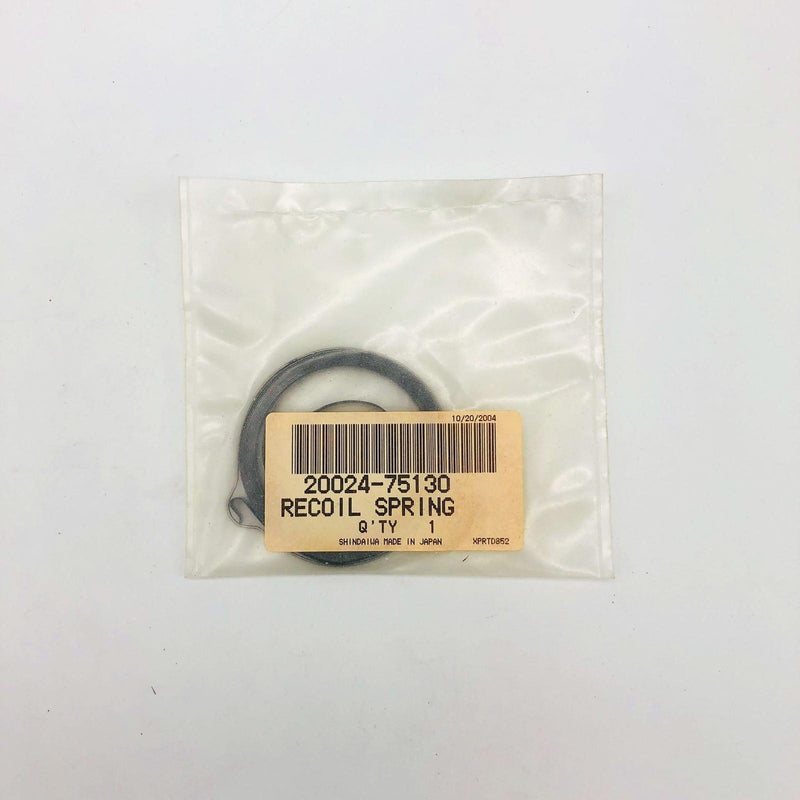 10/20/2004
20024-75130
RECOIL SPRING
Q'TY 1
SHINDAIWA MADE IN JAPAN XPRTD852